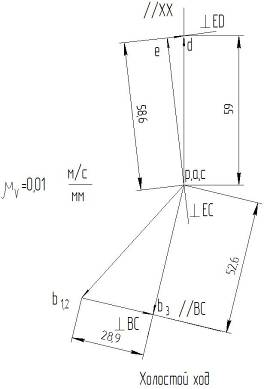 //XX
⊥ED
e
d
58,6
59
p,a,c
м/с
μv=0,01
мм
⊥EC
52,6
b1,2
b3
//BC
⊥BC
28,9
Холостой ход